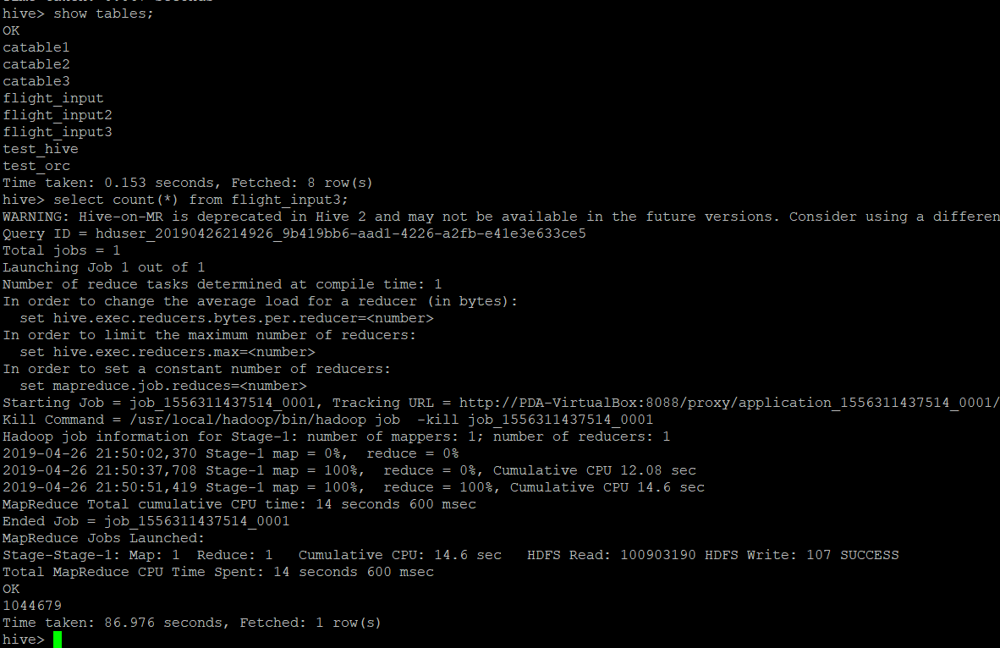 hive> show tables;
OK
catable1
catable2
catable3
flight_input
flight_input2
flight_input3
test_hive
test_orc
Time taken: 0.153 seconds, Fetched: 8 row(s)
hive> select count(*) from flight_input3;
WARNING: Hive-on-MR is deprecated in Hive 2 and may not be available in the future versions. Consider using a differen
Query ID = hduser_20190426214926_9b419bb6-aad1-4226-a2fb-e41e3e633ce5
Total jobs = 1
Launching Job 1 out of 1
Number of reduce tasks determined at compile time: 1
In order to change the average load for a reducer (in bytes):
  set hive.exec.reducers.bytes.per.reducer=<number>
In order to limit the maximum number of reducers:
  set hive.exec.reducers.max=<number>
In order to set a constant number of reducers:
  set mapreduce.job.reduces=<number>
Starting Job = job_1556311437514_0001, Tracking URL = http://PDA-VirtualBox:8088/proxy/application_1556311437514_0001/
Kill Command = /usr/local/hadoop/bin/hadoop job  -kill job_1556311437514_0001
Hadoop job information for Stage-1: number of mappers: 1; number of reducers: 1
2019-04-26 21:50:02,370 Stage-1 map = 0%,  reduce = 0%
2019-04-26 21:50:37,708 Stage-1 map = 100%,  reduce = 0%, Cumulative CPU 12.08 sec
2019-04-26 21:50:51,419 Stage-1 map = 100%,  reduce = 100%, Cumulative CPU 14.6 sec
MapReduce Total cumulative CPU time: 14 seconds 600 msec
Ended Job = job_1556311437514_0001
MapReduce Jobs Launched:
Stage-Stage-1: Map: 1  Reduce: 1   Cumulative CPU: 14.6 sec   HDFS Read: 100903190 HDFS Write: 107 SUCCESS
Total MapReduce CPU Time Spent: 14 seconds 600 msec
OK
1044679
Time taken: 86.976 seconds, Fetched: 1 row(s)
hive>